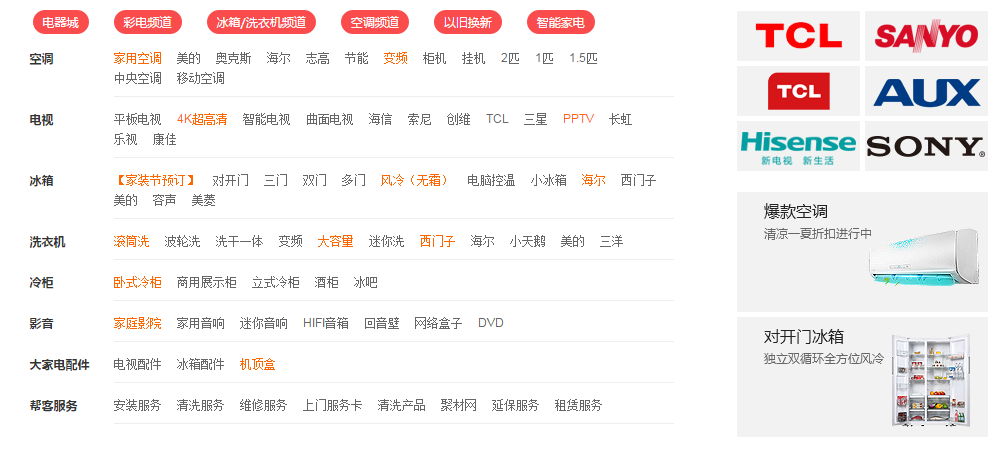 电器城 彩电频道 冰箱/洗衣机频道 空调频道 以旧换新 智能家电
空调 家用空调 美的 奥克斯 海尔 志高 节能 变频 柜机 挂机 2匹 1匹 1.5匹
中央空调 移动空调
电视 平板电视 4K超高清 智能电视 曲面电视 海信 索尼 创维 TCL 三星 PPTV 长虹
乐视 康佳
冰箱 【家装节预订】 对开门 三门 双门 多门 风冷（无霜） 电脑控温 小冰箱 海尔 西门子
美的 容声 美菱
洗衣机 滚筒洗 波轮洗 洗干一体 变频 大容量 迷你洗 西门子 海尔 小天鹅 美的 三洋
冷柜 卧式冷柜 商用展示柜 立式冷柜 酒柜 冰吧
影音 家庭影院 家用音响 迷你音响 HIFI音箱 回音壁 网络盒子 DVD
大家电配件 电视配件 冰箱配件 机顶盒
帮客服务 安装服务 清洗服务 维修服务 上门服务卡 清洗产品 聚材网 延保服务 租赁服务
TCL SANYO
TCL AUX
Hisense SONY®
新电视 新生活
爆款空调
清凉一夏折扣进行中
对开门冰箱
独立双循环全方位风冷